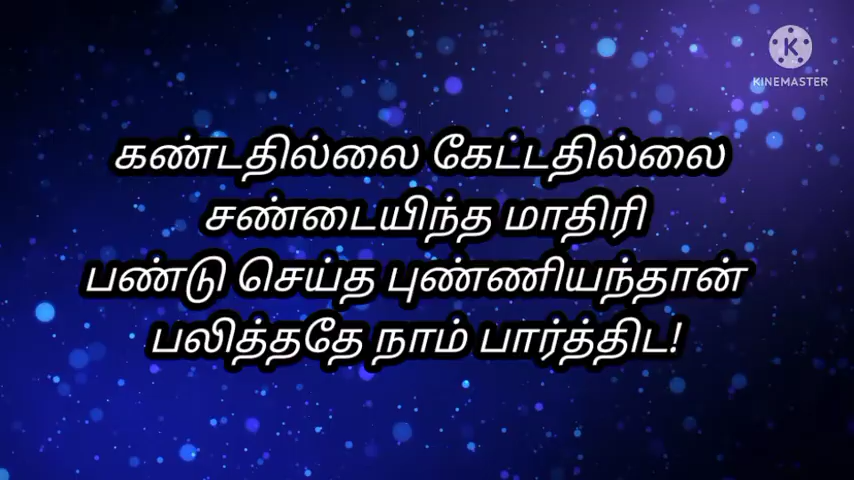 KINEMASTER
கண்டதில்லை கேட்டதில்லை
சண்டையிந்த மாதிரி
பண்டு செய்த புண்ணியந்தான்
பலித்ததே நாம் பார்த்திட!